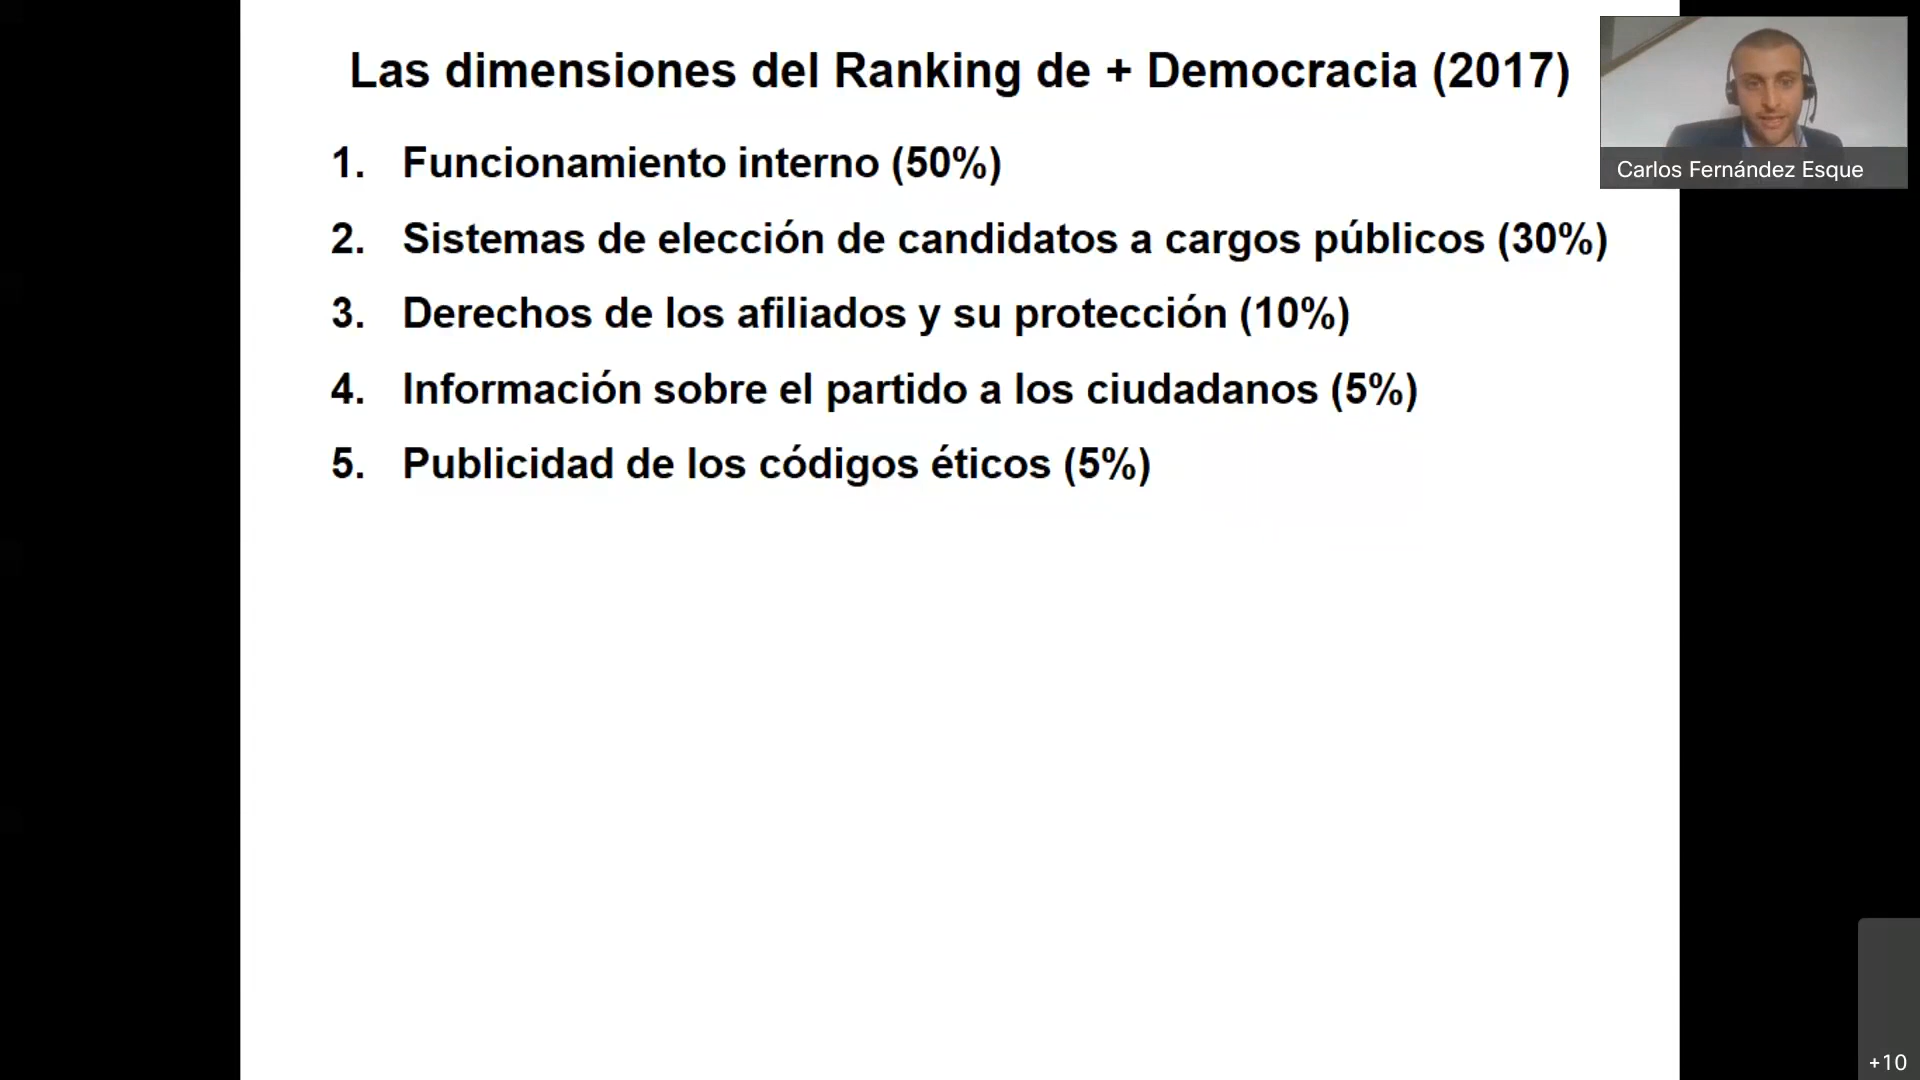 Las dimensiones del Ranking de + Democracia (2017)
1. Funcionamiento interno (50%)
2. Sistemas de elección de candidatos a cargos públicos (30%)
3. Derechos de los afiliados y su protección (10%)
4. Información sobre el partido a los ciudadanos (5%)
5. Publicidad de los códigos éticos (5%)
Carlos Fernández Esque
+10